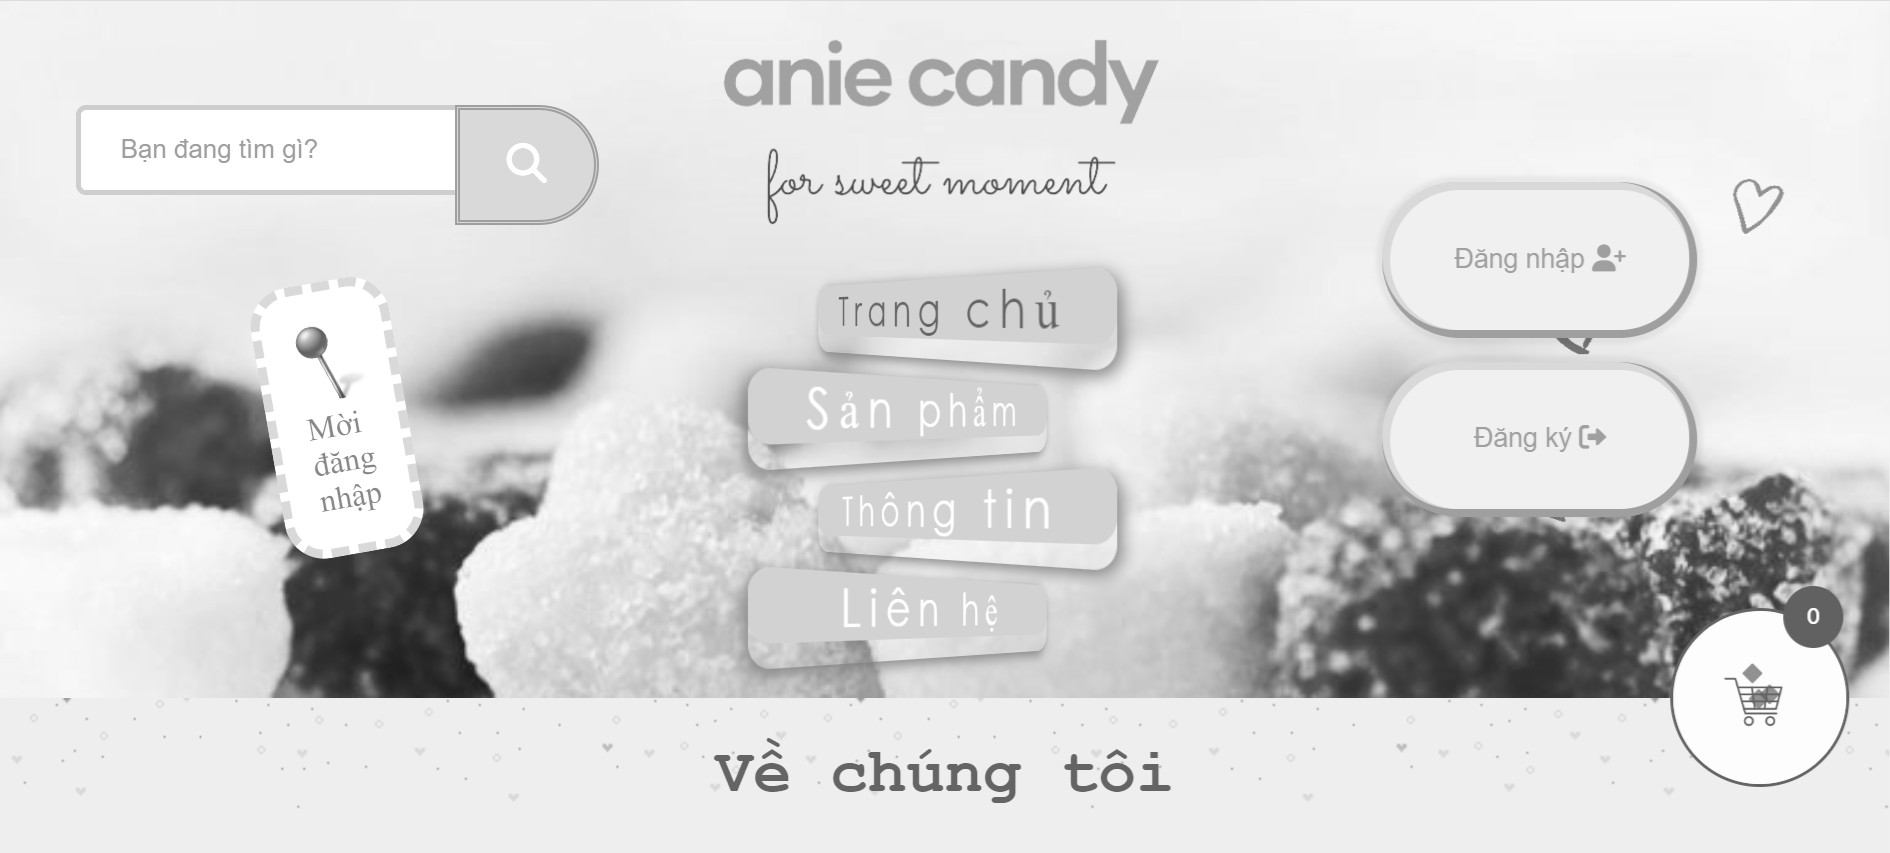 anie candy
Bạn đang tìm gì?
for sweet moment
Đăng nhập
Trang chủ
Sản phẩm
Mời
đăng
nhập
Đăng ký
Thông tin
Liên hệ
0
Về chúng tôi